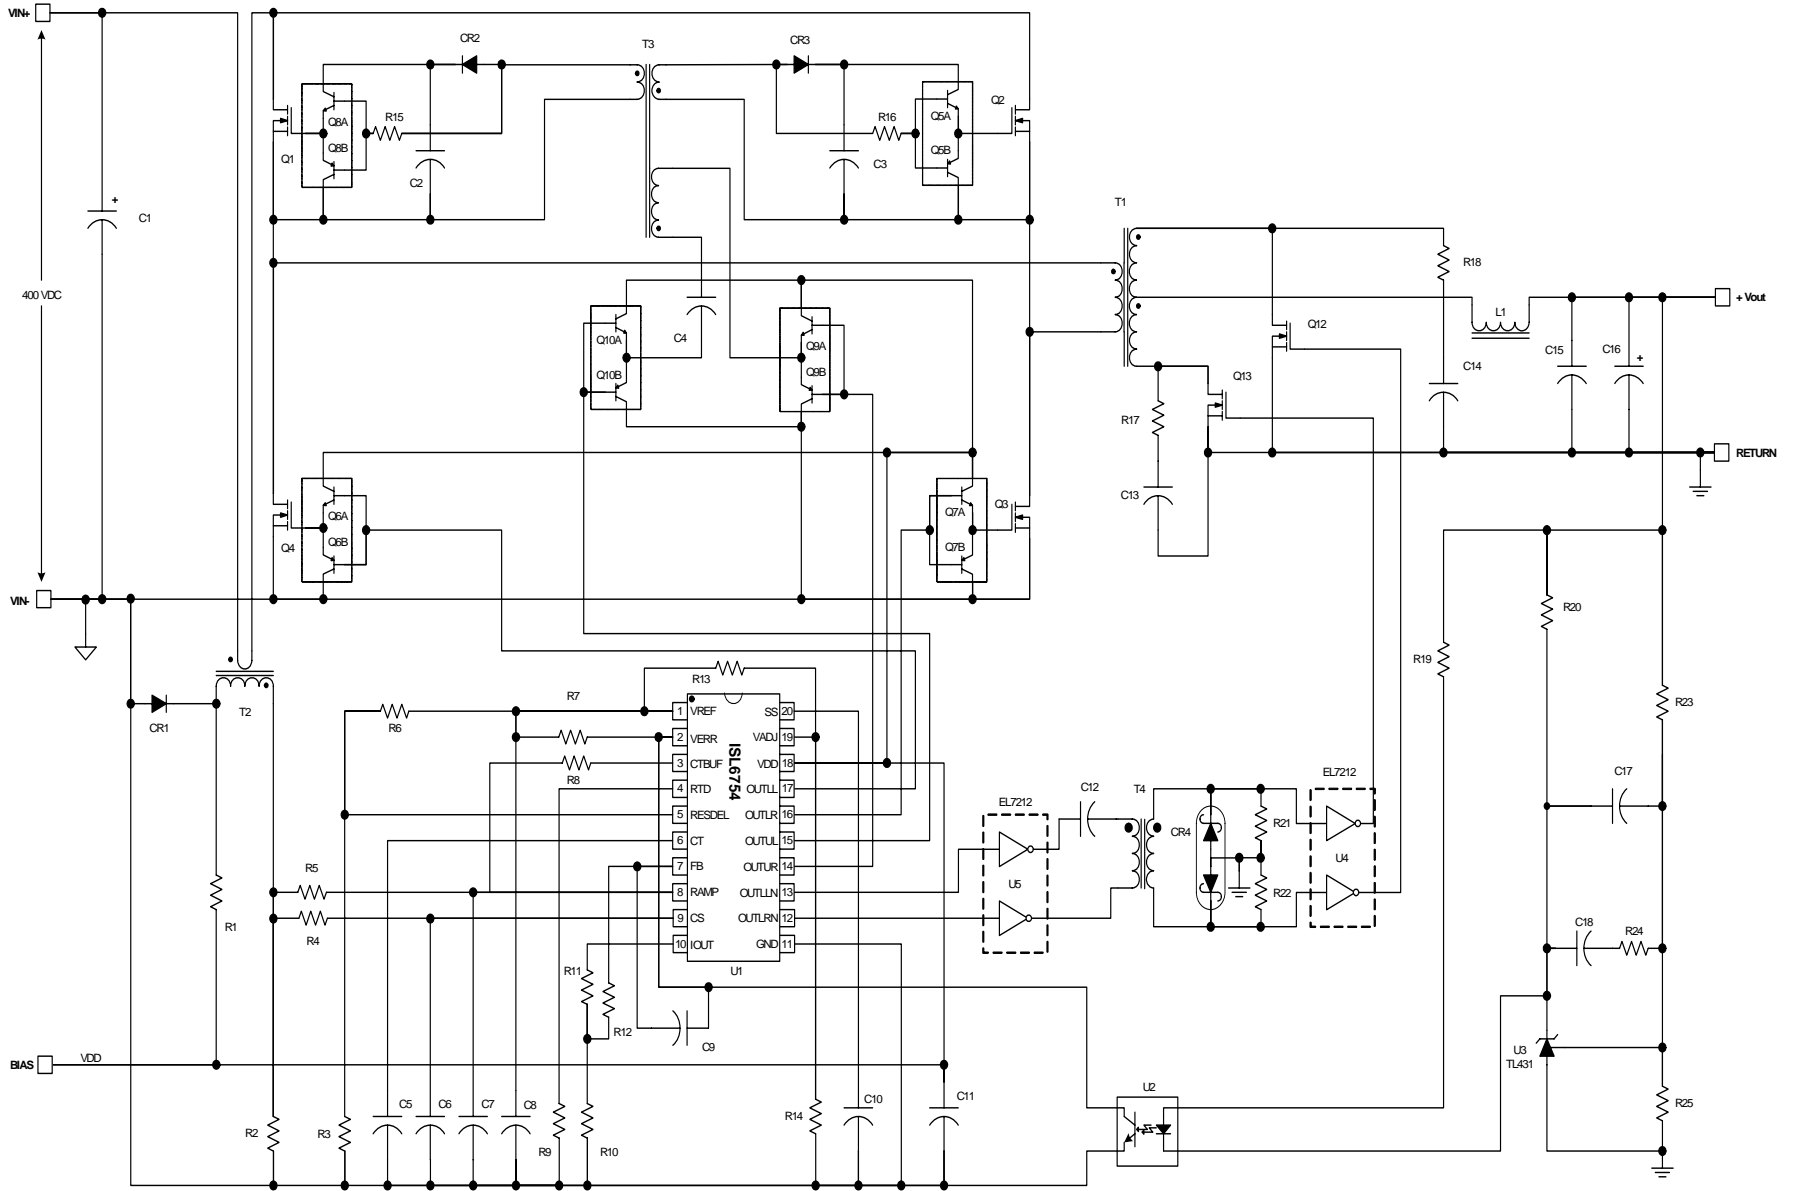 VIN+
CR2
T3
CR3
Q8A
R15
Q8B
Q1
C2
R16
C3
Q5A
Q5B
Q2
+
C1
T1
400 VDC
C4
Q10A
Q10B
Q9A
Q9B
R18
+ Vout
L1
Q12
C15
C16
+
C14
Q13
R17
RETURN
C13
Q6A
Q6B
Q4
Q7A
Q7B
Q3
VIN-
R20
T2
CR1
R13
R19
R23
R6
R7
R8
1 VREF
SS 20
2 VERR
VADJ 19
3 CTBUF
VDD 18
4 RTD
OUTLL 17
5 RESDEL
OUTLR 16
6 CT
OUTUL 15
7 FB
OUTUR 14
8 RAMP
OUTLLN 13
9 CS
OUTLRN 12
10 IOUT
GND 11
ISL6754
U1
EL7212
U5
C12
T4
CR4
R21
R22
EL7212
U4
C17
R5
R4
R1
C18
R24
R11
R12
C9
U3
TL431
BIAS
VDD
U2
R25
R2
R3
C5
C6
C7
C8
R9
R10
R14
C10
C11